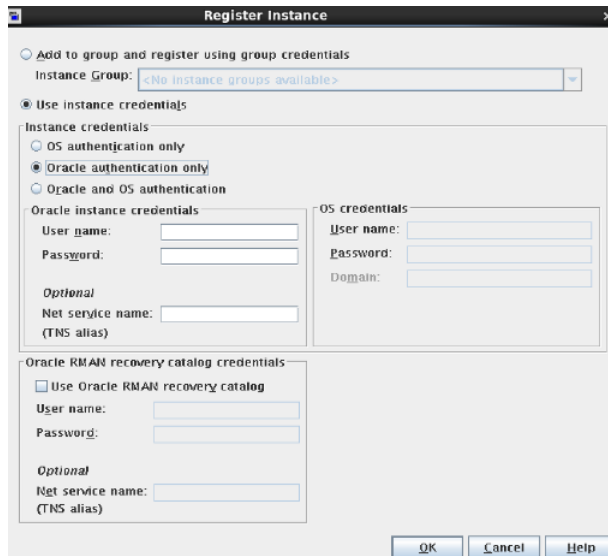 Register Instance
Add to group and register using group credentials
Instance Group: <No instance groups available>
Use instance credentials
Instance credentials
OS authentication only
Oracle authentication only
Oracle and OS authentication
Oracle instance credentials
User name:
Password:
Optional
Net service name:
(TNS alias)
OS credentials
User name:
Password:
Domain:
Oracle RMAN recovery catalog credentials
Use Oracle RMAN recovery catalog
User name:
Password:
Optional
Net service name:
(TNS alias)
OK Cancel Help